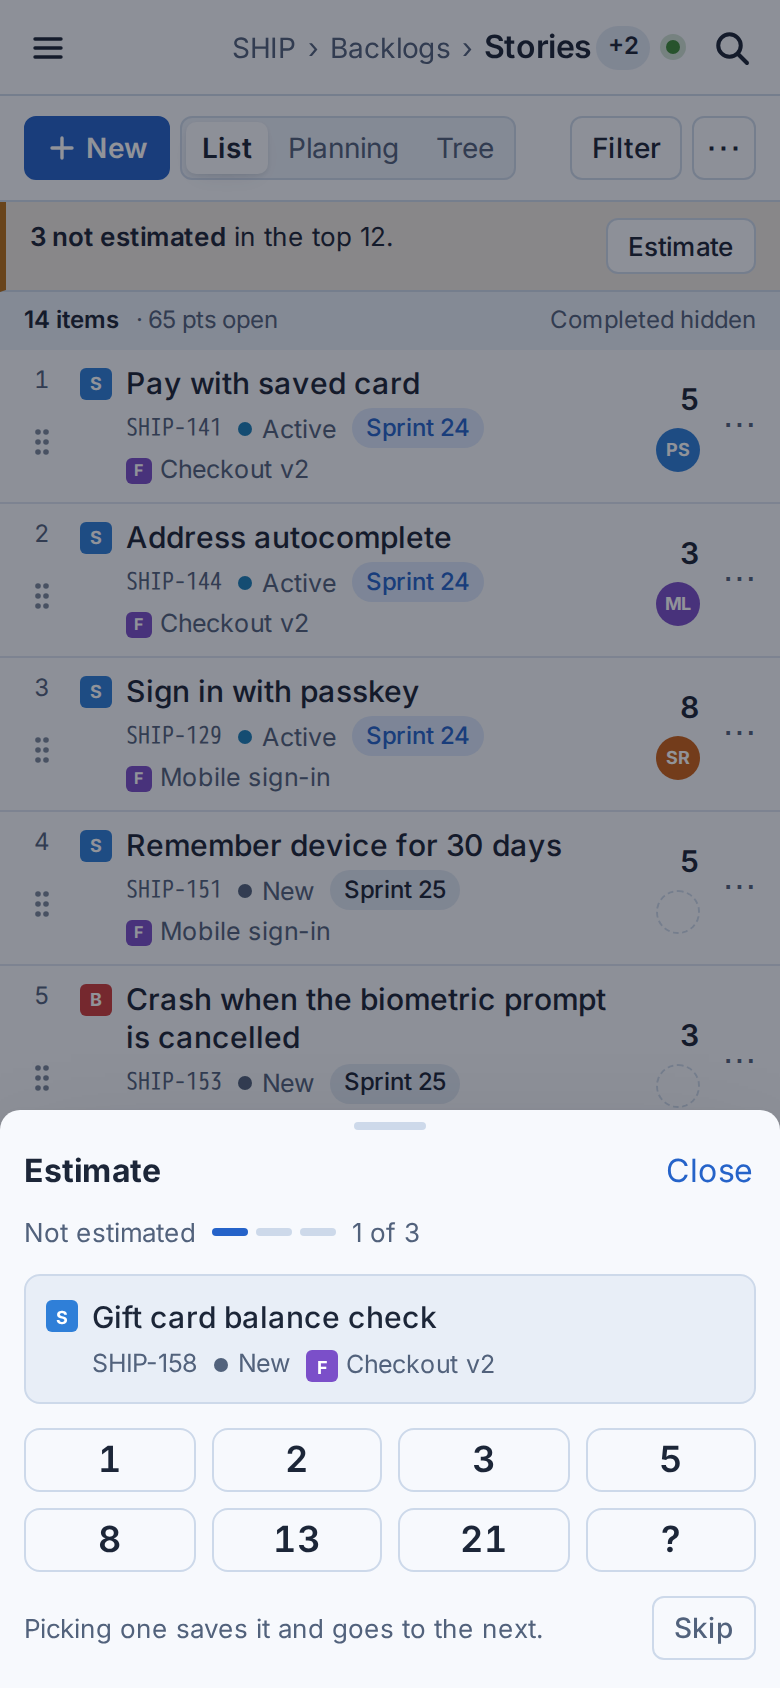 SHIP › Backlogs › Stories +2
+ New List Planning Tree Filter ...
3 not estimated in the top 12. Estimate
14 items · 65 pts open Completed hidden
1 S Pay with saved card 5
SHIP-141 Active Sprint 24 PS ...
F Checkout v2
2 S Address autocomplete 3
SHIP-144 Active Sprint 24 ML ...
F Checkout v2
3 S Sign in with passkey 8
SHIP-129 Active Sprint 24 SR ...
F Mobile sign-in
4 S Remember device for 30 days 5
SHIP-151 New Sprint 25 ...
F Mobile sign-in
5 B Crash when the biometric prompt
is cancelled 3
SHIP-153 New Sprint 25 ...
Estimate Close
Not estimated 1 of 3
S Gift card balance check
SHIP-158 New F Checkout v2
1 2 3 5
8 13 21 ?
Picking one saves it and goes to the next. Skip